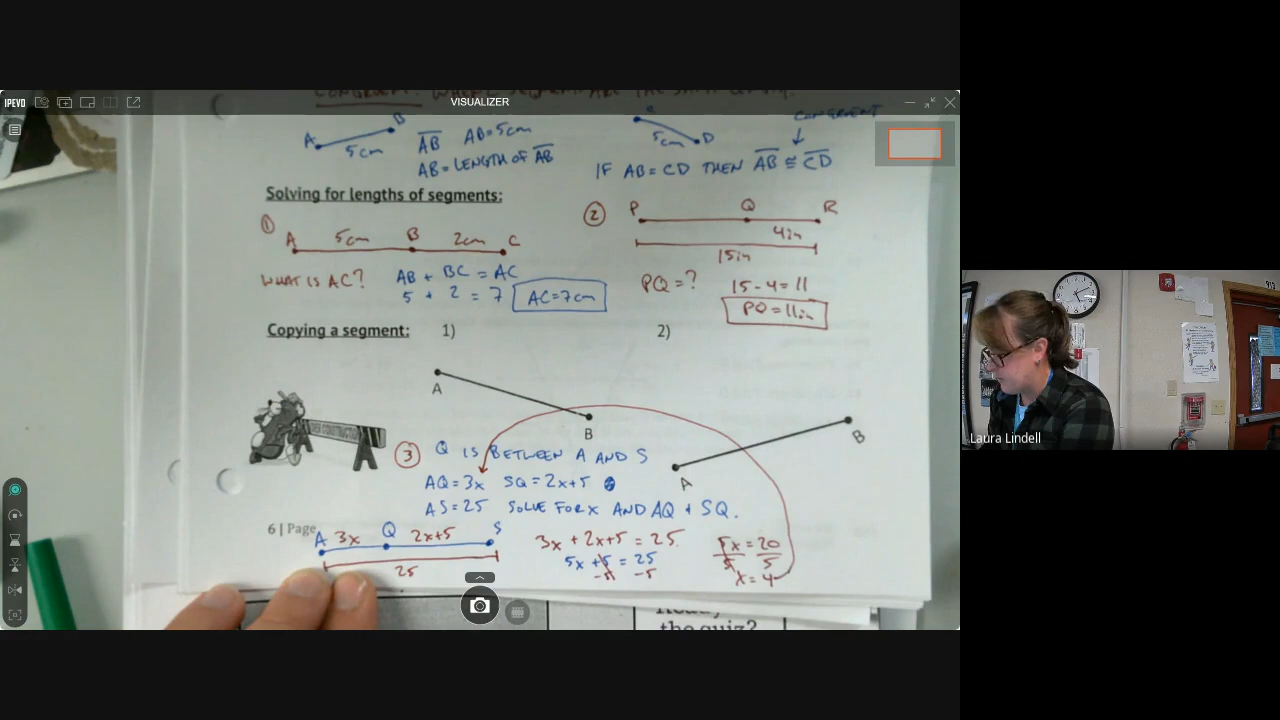 IPEVO
VISUALIZER
CONGRUENT
A
B
5cm
AB AB=5cm
AB=LENGTH OF AB
5cm
D
IF AB=CD THEN AB ≅ CD
Solving for lengths of segments:
①
A 5cm B 2cm C
WHAT IS AC? AB + BC = AC
5 + 2 = 7 AC=7cm
②
P Q R
4in
15in
PQ=? 15-4=11
PQ=11in
Copying a segment: 1) 2)
A
B
A
B
③ Q IS BETWEEN A AND S
AQ=3x SQ=2x+5
AS=25 SOLVE FOR X AND AQ + SQ.
6 | Page
A 3x Q 2x+5 S
25
3x + 2x+5 = 25
5x +5 = 25
-5 -5
5x = 20
5 5
x=4
the quiz?
Laura Lindell